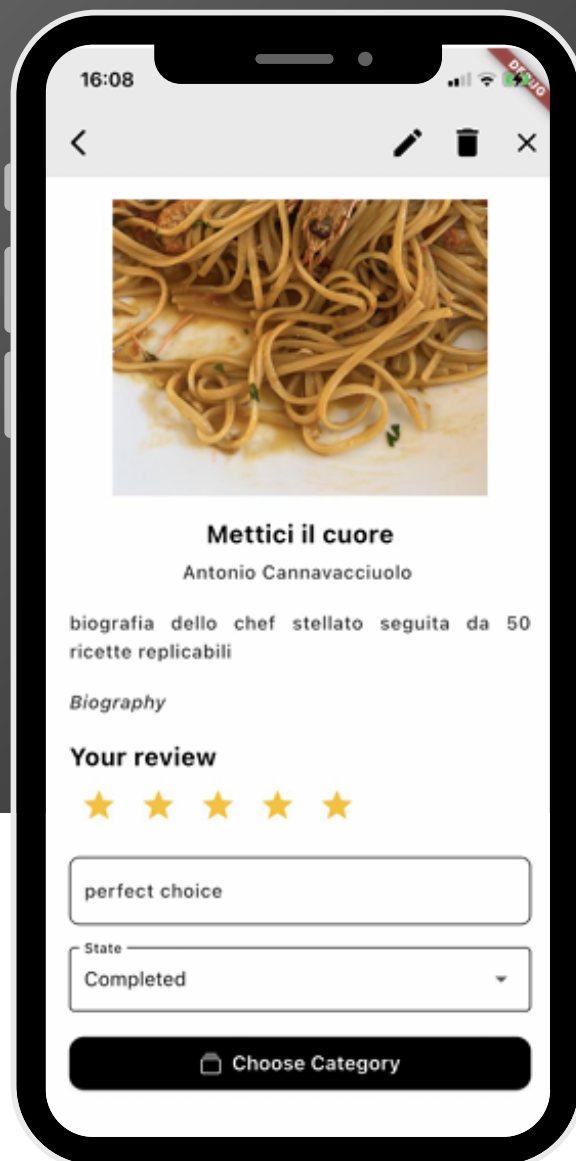 16:08
DEBUG
Mettici il cuore
Antonio Cannavacciuolo
biografia dello chef stellato seguita da 50
ricette replicabili
Biography
Your review
perfect choice
State
Completed
Choose Category